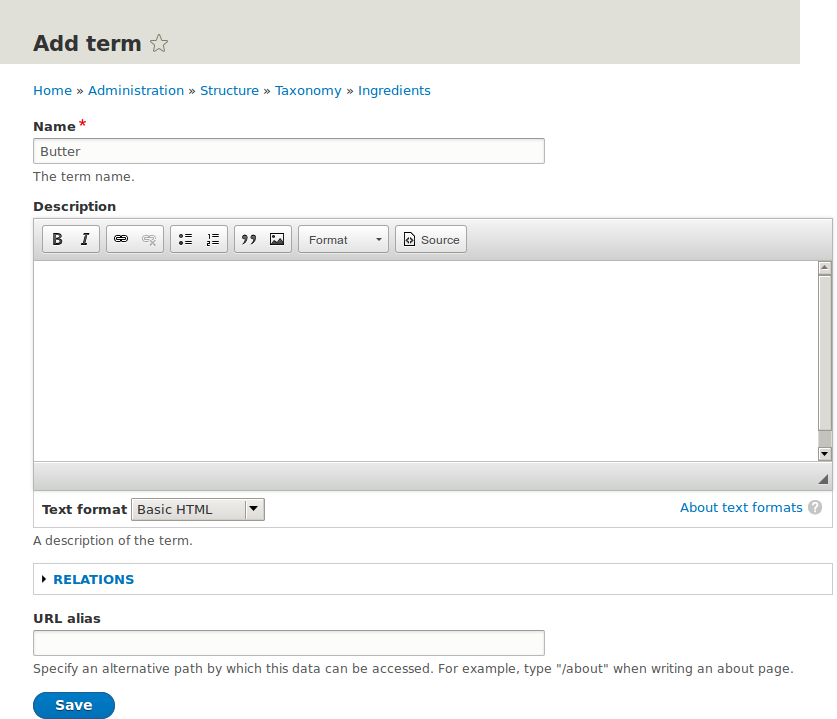 Add term
Home » Administration » Structure » Taxonomy » Ingredients
Name *
Butter
The term name.
Description
B I Format Source
Text format Basic HTML About text formats ?
A description of the term.
RELATIONS
URL alias
Specify an alternative path by which this data can be accessed. For example, type "/about" when writing an about page.
Save